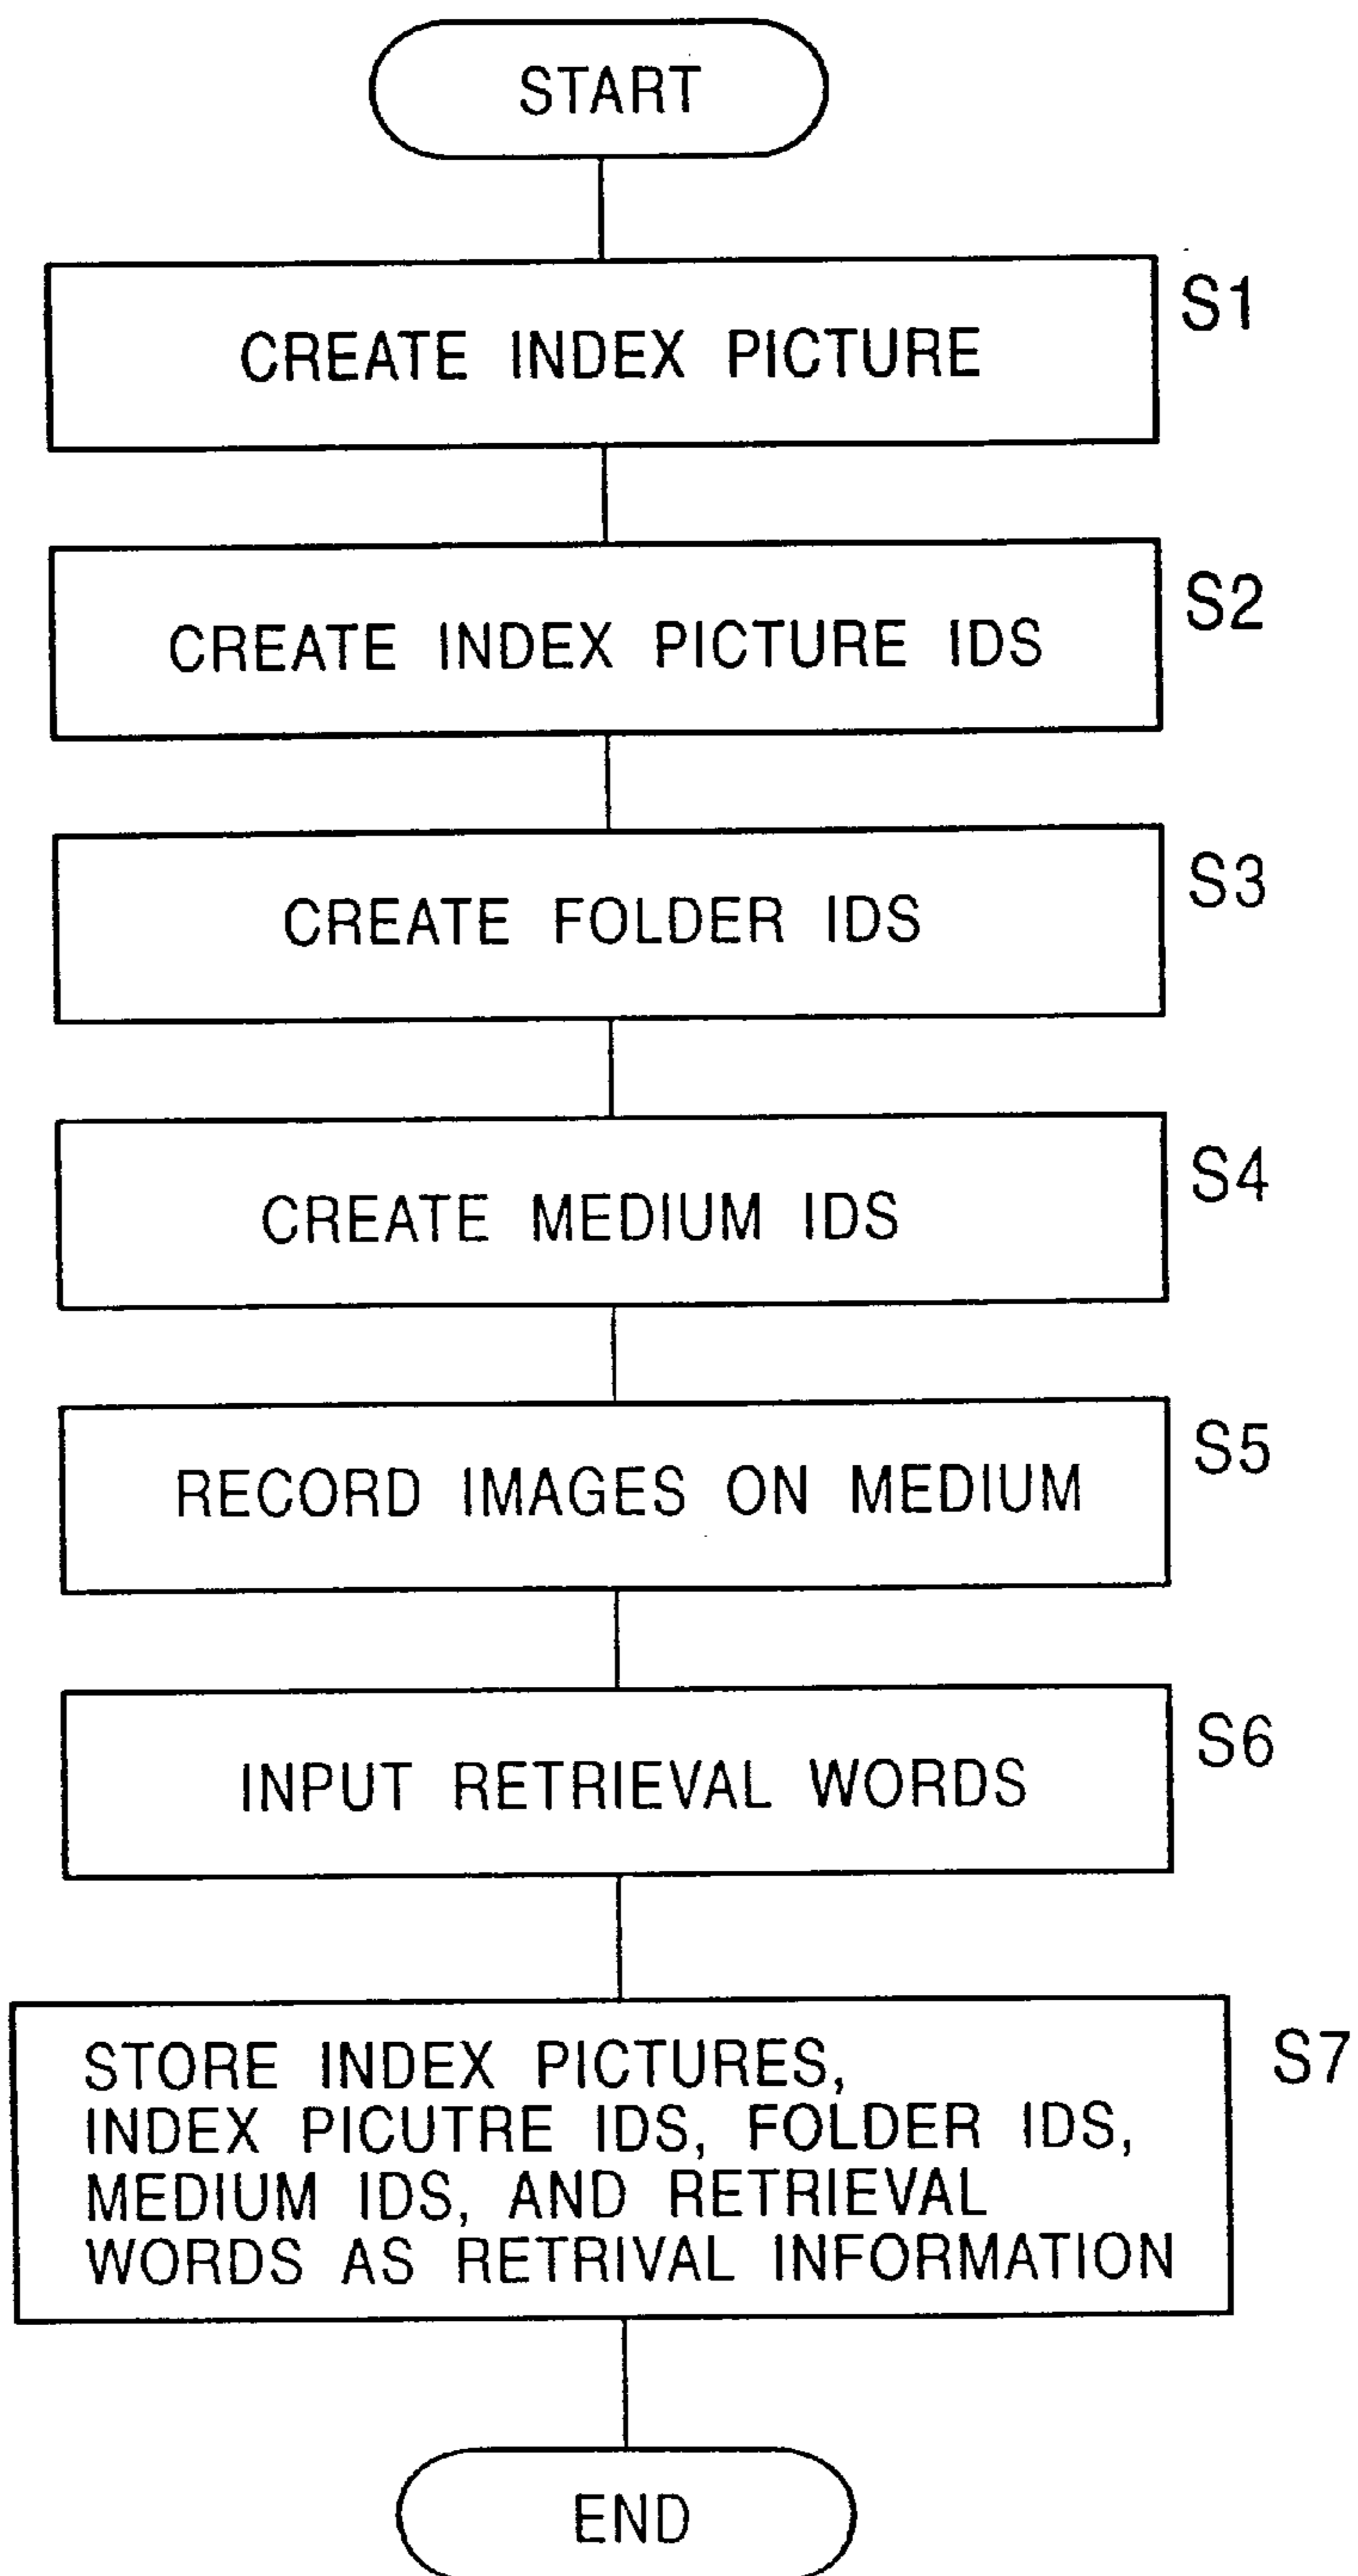 START
CREATE INDEX PICTURE
S1
CREATE INDEX PICTURE IDS
S2
CREATE FOLDER IDS
S3
CREATE MEDIUM IDS
S4
RECORD IMAGES ON MEDIUM
S5
INPUT RETRIEVAL WORDS
S6
STORE INDEX PICTURES,
INDEX PICUTRE IDS, FOLDER IDS,
MEDIUM IDS, AND RETRIEVAL
WORDS AS RETRIVAL INFORMATION
S7
END